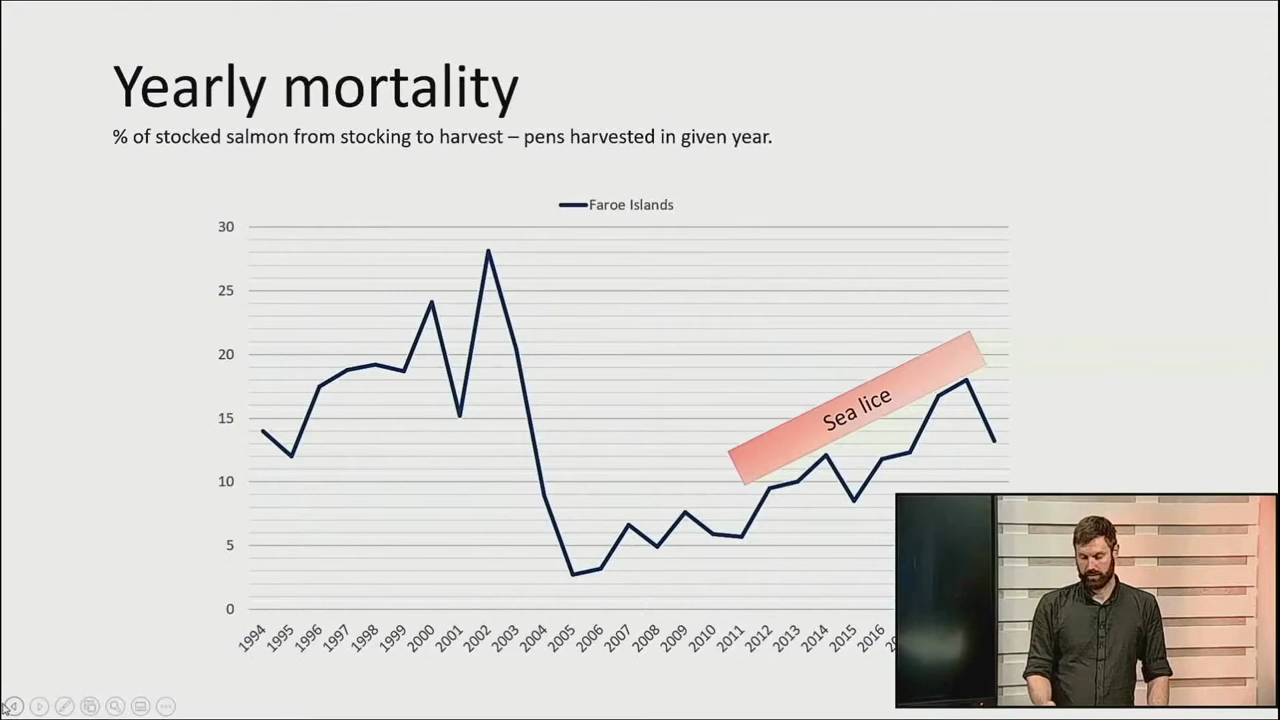 Yearly mortality
% of stocked salmon from stocking to harvest – pens harvested in given year.
Faroe Islands
30
25
20
15
10
5
0
Sea lice
1994 1995 1996 1997 1998 1999 2000 2001 2002 2003 2004 2005 2006 2007 2008 2009 2010 2011 2012 2013 2014 2015 2016